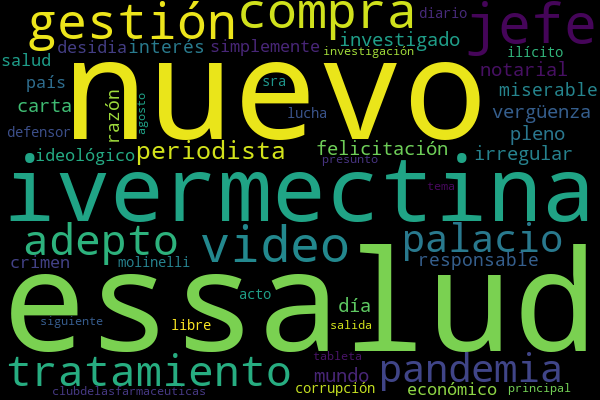 gestión compra jefe diario
desidia interés simplemente investigado ilícito
investigación
salud sra notarial
país nuevo miserable
carta razón agosto lucha vergüenza
defensor pleno
ideológico periodista felicitación irregular
presunto
ivermectina
tema
adepto video palacio
crimen molinelli responsable
essalud
acto día
siguiente libre salida
tratamiento tableta mundo pandemia
clubdelasfarmaceuticas corrupción económico principal